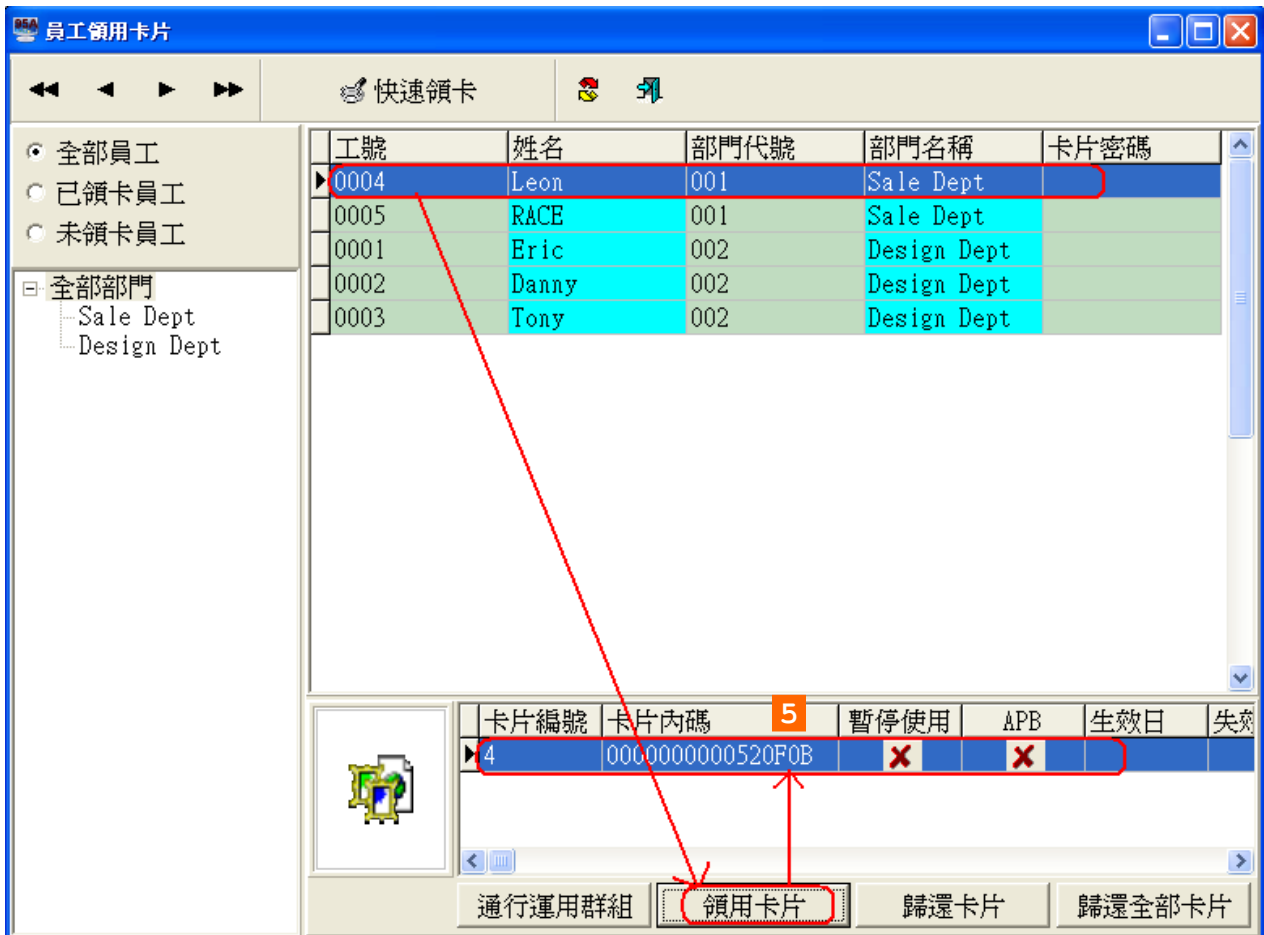 員工領用卡片
快速領卡
全部員工
已領卡員工
未領卡員工
全部部門
Sale Dept
Design Dept
工號 姓名 部門代號 部門名稱 卡片密碼
0004 Leon 001 Sale Dept
0005 RACE 001 Sale Dept
0001 Eric 002 Design Dept
0002 Danny 002 Design Dept
0003 Tony 002 Design Dept
5
卡片編號 卡片內碼 暫停使用 APB 生效日 失效
4 0000000000520F0B
通行運用群組 領用卡片 歸還卡片 歸還全部卡片